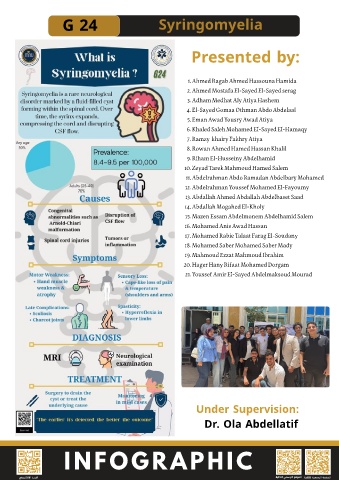 G 24
Syringomyelia
What is
Syringomyelia ?
G24
Syringomyelia is a rare neurological
disorder marked by a fluid-filled cyst
forming within the spinal cord. Over
time, the syrinx expands,
compressing the cord and disrupting
CSF flow.
Prevalence:
8.4–9.5 per 100,000
Causes
Congenital
abnormalities such as
Arnold-Chiari
malformation
Disruption of
CSF flow
Spinal cord injuries
Tumors or
inflammation
Symptoms
Motor Weakness:
• Hand muscle
weakness &
atrophy
Sensory Loss:
• Cape-like loss of pain
& temperature
(shoulders and arms)
Late Complications:
• Scoliosis
• Charcot joints
Spasticity:
• Hyperreflexia in
lower limbs
DIAGNOSIS
MRI
Neurological
examination
TREATMENT
Surgery to drain the
cyst or treat the
underlying cause
Monitoring
in mild cases
The earlier its detected the better the outcome
Presented by:
1. Ahmed Ragab Ahmed Hassouna Hamida
2. Ahmed Mostafa El-Sayed El-Sayed serag
3. Adham Medhat Aly Atiya Hashem
4. El-Sayed Gomaa Othman Abdo Abdelaal
5. Eman Awad Yousry Awad Atiya
6. Khaled Saleh Mohamed El-Sayed El-Hamaqy
7. Ramzy khairy Fakhry Atiya
8. Rowan Ahmed Hamed Hassan Khalil
9. Riham El-Husseiny Abdelhamid
10. Zeyad Tarek Mahmoud Hamed Salem
11. Abdelrahman Abdo Ramadan Abdelbary Mohamed
12. Abdelrahman Youssef Mohamed El-Fayoumy
13. Abdallah Ahmed Abdallah Abdelbaset Saad
14. Abdallah Mogahed El-Kholy
15. Mazen Essam Abdelmonem Abdelhamid Salem
16. Mohamed Anis Awad Hassan
17. Mohamed Rabie Talaat Farag El-Soudany
18. Mohamed Saber Mohamed Saber Mady
19. Mahmoud Ezzat Mahmoud Ibrahim
20. Hager Hany Rifaat Mohamed Dorgam
21. Youssef Amir El-Sayed Abdelmaksoud Mourad
Under Supervision:
Dr. Ola Abdellatif
INFOGRAPHIC